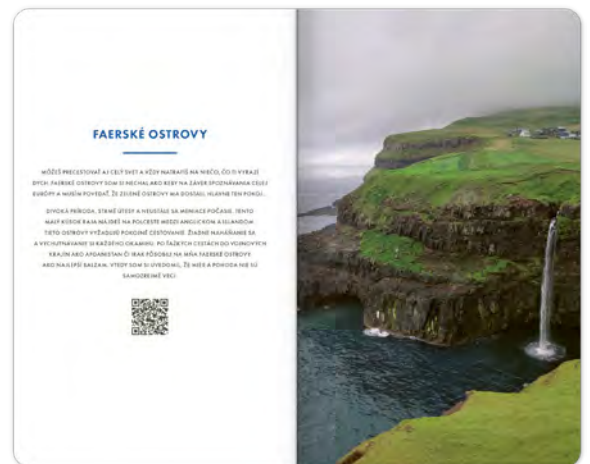 FAERSKÉ OSTROVY
MÔŽEŠ PRECESTOVAŤ AJ CELÝ SVET A VŽDY NATRAFÍŠ NA NIEČO, ČO TI VYRAZÍ
DYCH. FAERSKÉ OSTROVY SOM SI NECHAL AKO KEBY NA ZÁVER SPOZNÁVANIA CELEJ
EURÓPY A MUSÍM POVEDAŤ, ŽE ZELENÉ OSTROVY MA DOSTALI. HLAVNE TEN POKOJ...
DIVOKÁ PRÍRODA, STRMÉ ÚTESY A NEUSTÁLE SA MENIACE POČASIE. TENTO
MALÝ KÚSOK RAJA NÁJDEŠ NA POLCESTE MEDZI ANGLICKOM A ISLANDOM.
TIETO OSTROVY VYŽADUJÚ POKOJNÉ CESTOVANIE. ŽIADNE NAHÁŇANIE SA
A VYCHUTNÁVANIE SI KAŽDÉHO OKAMIHU. PO ŤAŽKÝCH CESTÁCH DO VOJNOVÝCH
KRAJÍN AKO AFGANISTAN ČI IRAK PÔSOBILI NA MŇA FAERSKÉ OSTROVY
AKO NAJLEPŠÍ BALZAM. VTEDY SOM SI UVEDOMIL, ŽE MIER A POHODA NIE SÚ
SAMOZREJMÉ VECI.